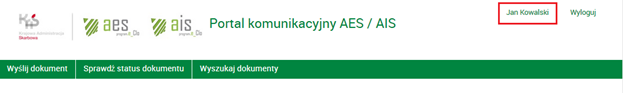 Jan Kowalski Wyloguj
Krajowa Administracja
Skarbowa
aes
ais
Portal komunikacyjny AES / AIS
Wyślij dokument Sprawdź status dokumentu Wyszukaj dokumenty